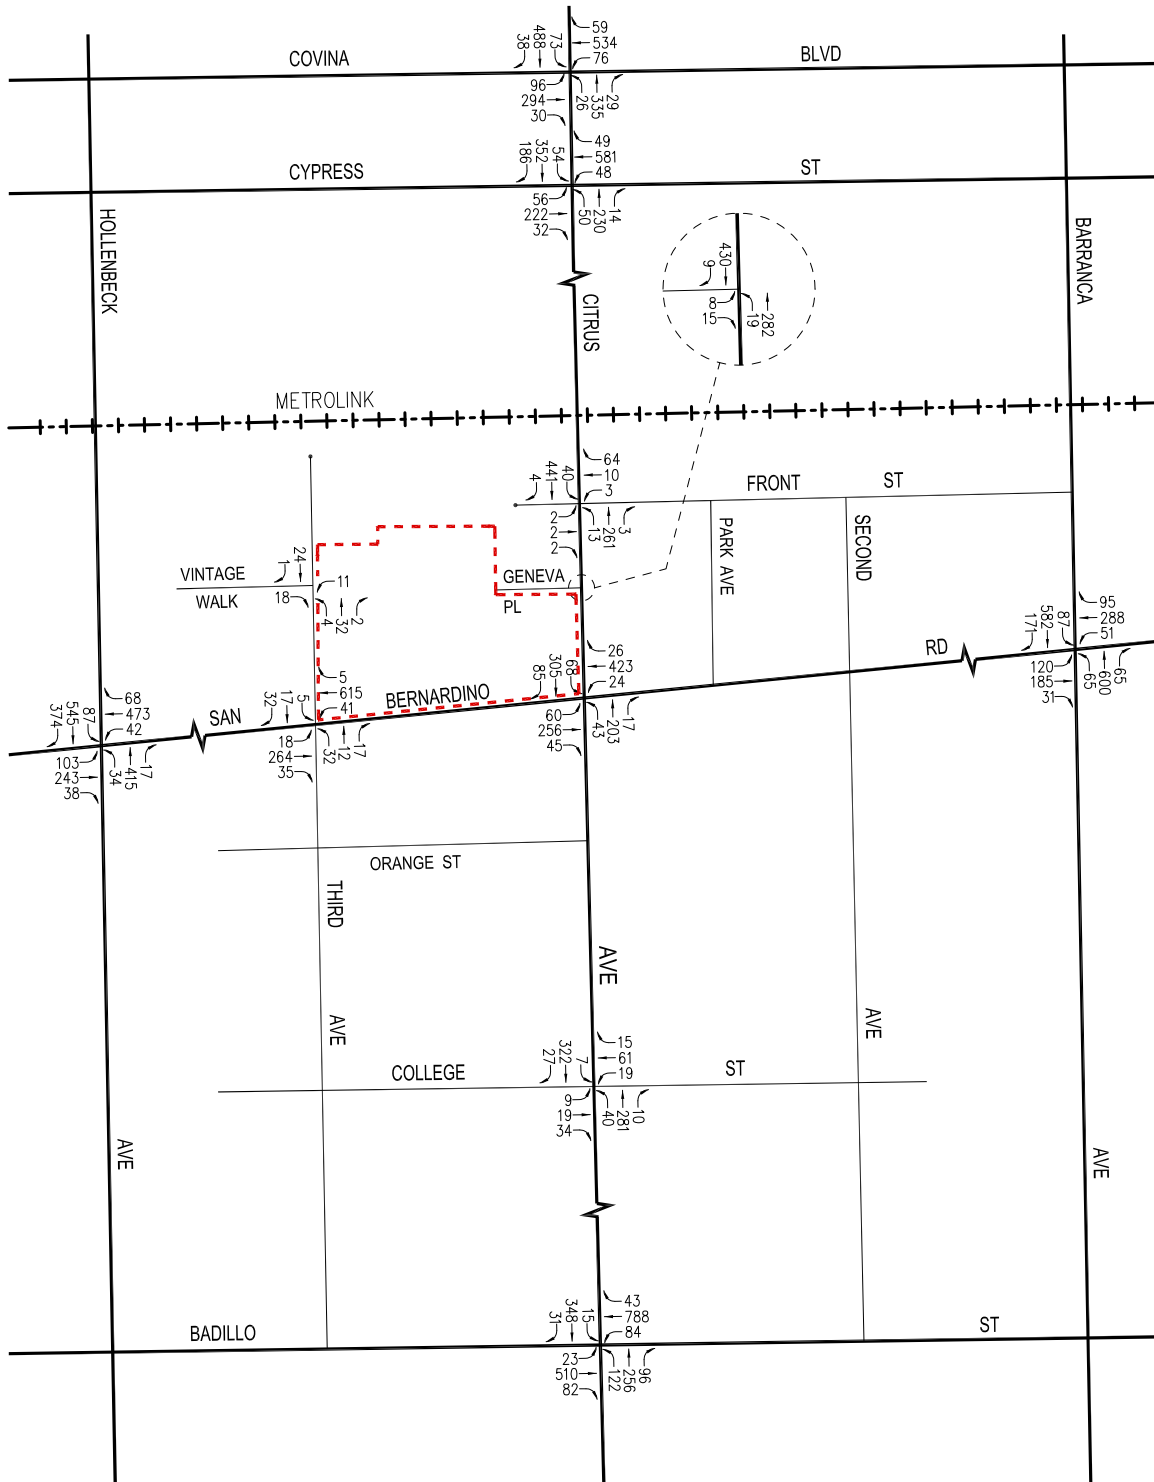 COVINA BLVD
38 488 73
59
534
76
96
294
30
26 335 29
CYPRESS ST
186 352 54
49
581
48
56
222
32
50 230 14
HOLLENBECK
CITRUS
BARRANCA
9 430
8
15
19 282
METROLINK
FRONT ST
4 441 40
64
10
3
2
2
2
13 261 3
PARK AVE
SECOND
VINTAGE
WALK
1 24
11
18
4 32 2
GENEVA
PL
SAN BERNARDINO RD
85 305 68
26
423
24
60
256
45
43 203 17
171 582 87
95
288
51
120
185
31
65 600 65
32 17 5
5
615
41
18
264
35
32 12 17
374 545 87
68
473
42
103
243
38
34 415 17
ORANGE ST
THIRD
AVE
AVE
AVE
COLLEGE ST
27 322 7
15
61
19
9
19
34
40 281 10
AVE
AVE
BADILLO ST
31 348 15
43
788
84
23
510
82
122 256 96